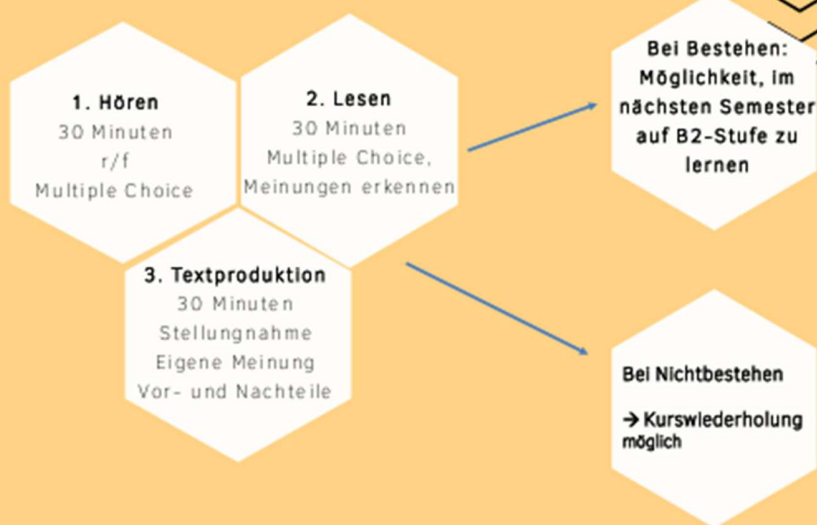 1. Hören
30 Minuten
r/f
Multiple Choice
2. Lesen
30 Minuten
Multiple Choice,
Meinungen erkennen
3. Textproduktion
30 Minuten
Stellungnahme
Eigene Meinung
Vor- und Nachteile
Bei Bestehen:
Möglichkeit, im
nächsten Semester
auf B2-Stufe zu
lernen
Bei Nichtbestehen
→ Kurswiederholung
möglich